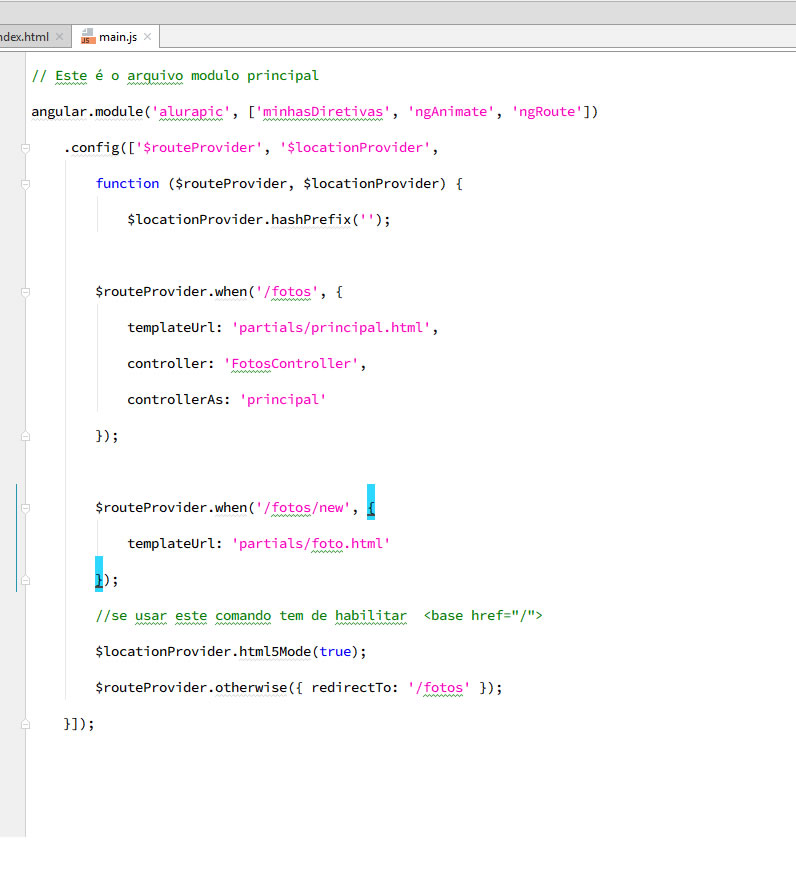 ndex.html main.js
// Este é o arquivo modulo principal
angular.module('alurapic', ['minhasDiretivas', 'ngAnimate', 'ngRoute'])
.config(['$routeProvider', '$locationProvider',
function ($routeProvider, $locationProvider) {
$locationProvider.hashPrefix('');
$routeProvider.when('/fotos', {
templateUrl: 'partials/principal.html',
controller: 'FotosController',
controllerAs: 'principal'
});
$routeProvider.when('/fotos/new', {
templateUrl: 'partials/foto.html'
});
//se usar este comando tem de habilitar  <base href="/">
$locationProvider.html5Mode(true);
$routeProvider.otherwise({ redirectTo: '/fotos' });
}]);